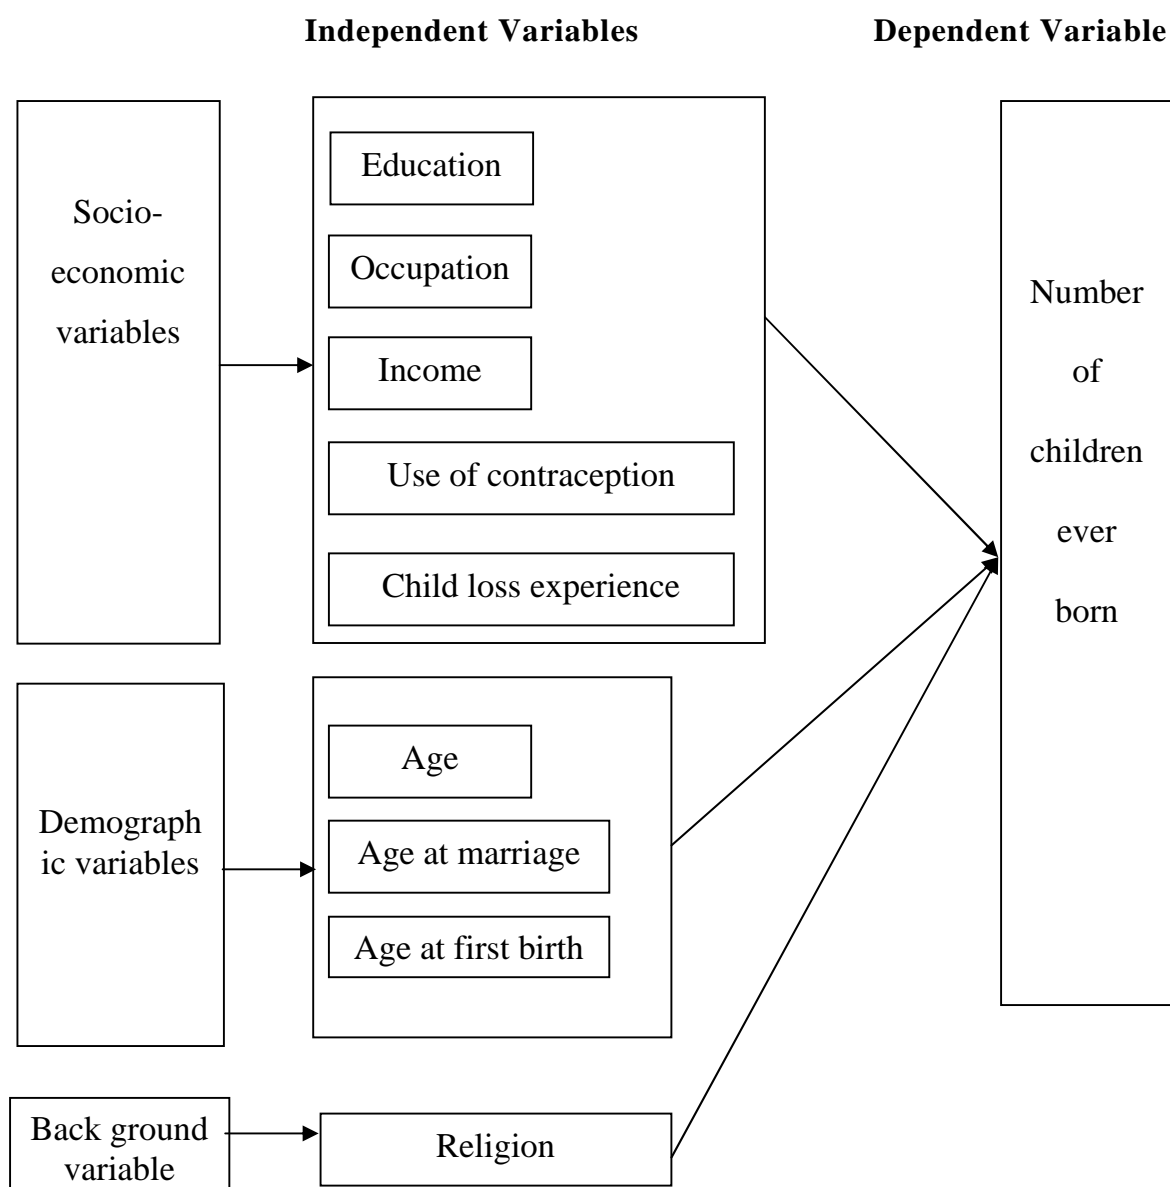 Independent Variables
Dependent Variable
Socio-
economic
variables
Education
Occupation
Income
Use of contraception
Child loss experience
Number
of
children
ever
born
Demograph
ic variables
Age
Age at marriage
Age at first birth
Back ground
variable
Religion